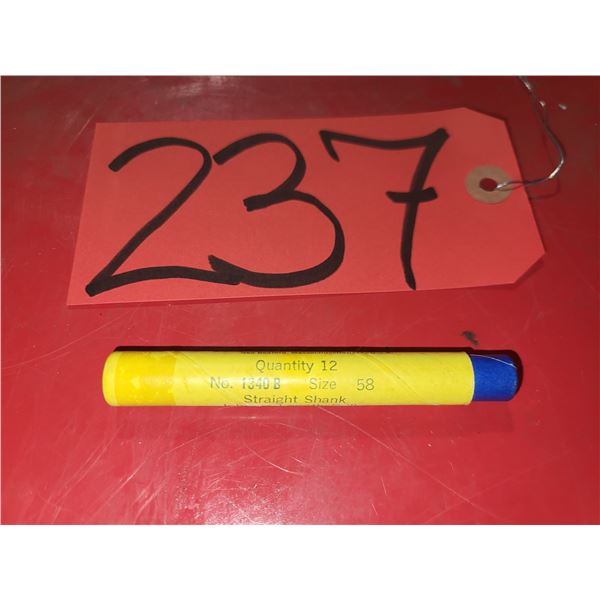 237
Quantity 12
No. 1340 B Size 58
Straight Shank